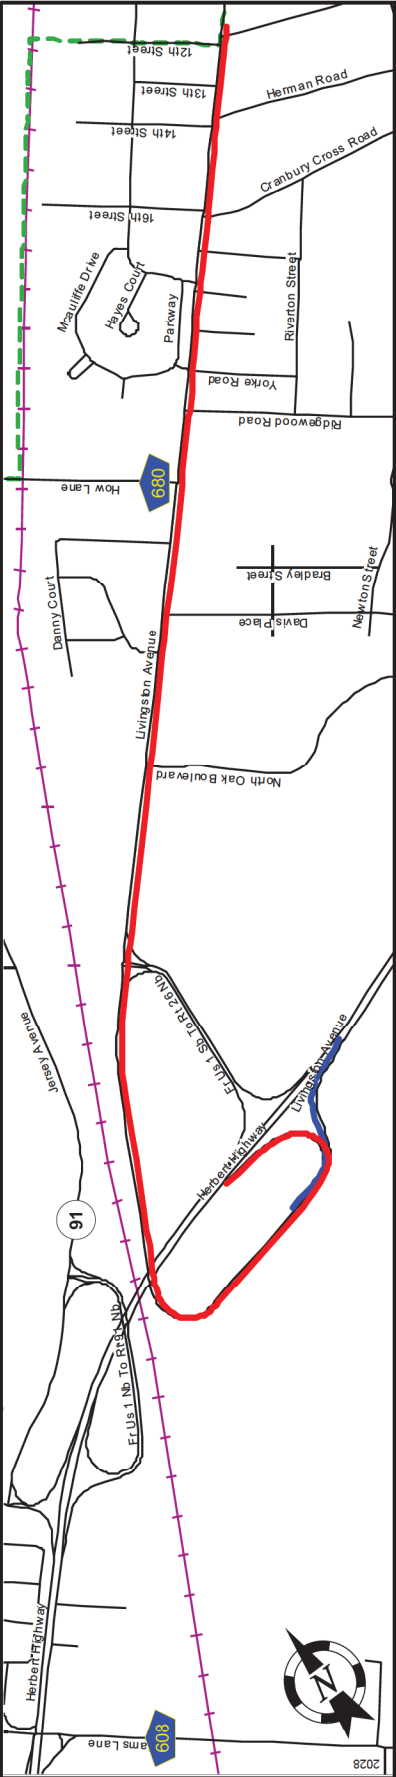 12th Street
13th Street
Herman Road
14th Street
Cranbury Cross Road
16th Street
McAuliffe Drive
Hayes Court
Parkway
Riverton Street
Yorke Road
Ridgewood Road
How Lane
680
Bradley Street
Newton Street
Danny Court
Davis Place
Livingston Avenue
North Oak Boulevard
Fr Us 1 Sb To Rt 26 Nb
Jersey Avenue
Livingston Avenue
Herbert Highway
91
Fr Us 1 Nb To Rt 91 Nb
Herbert Highway
N
ams Lane
608
2028